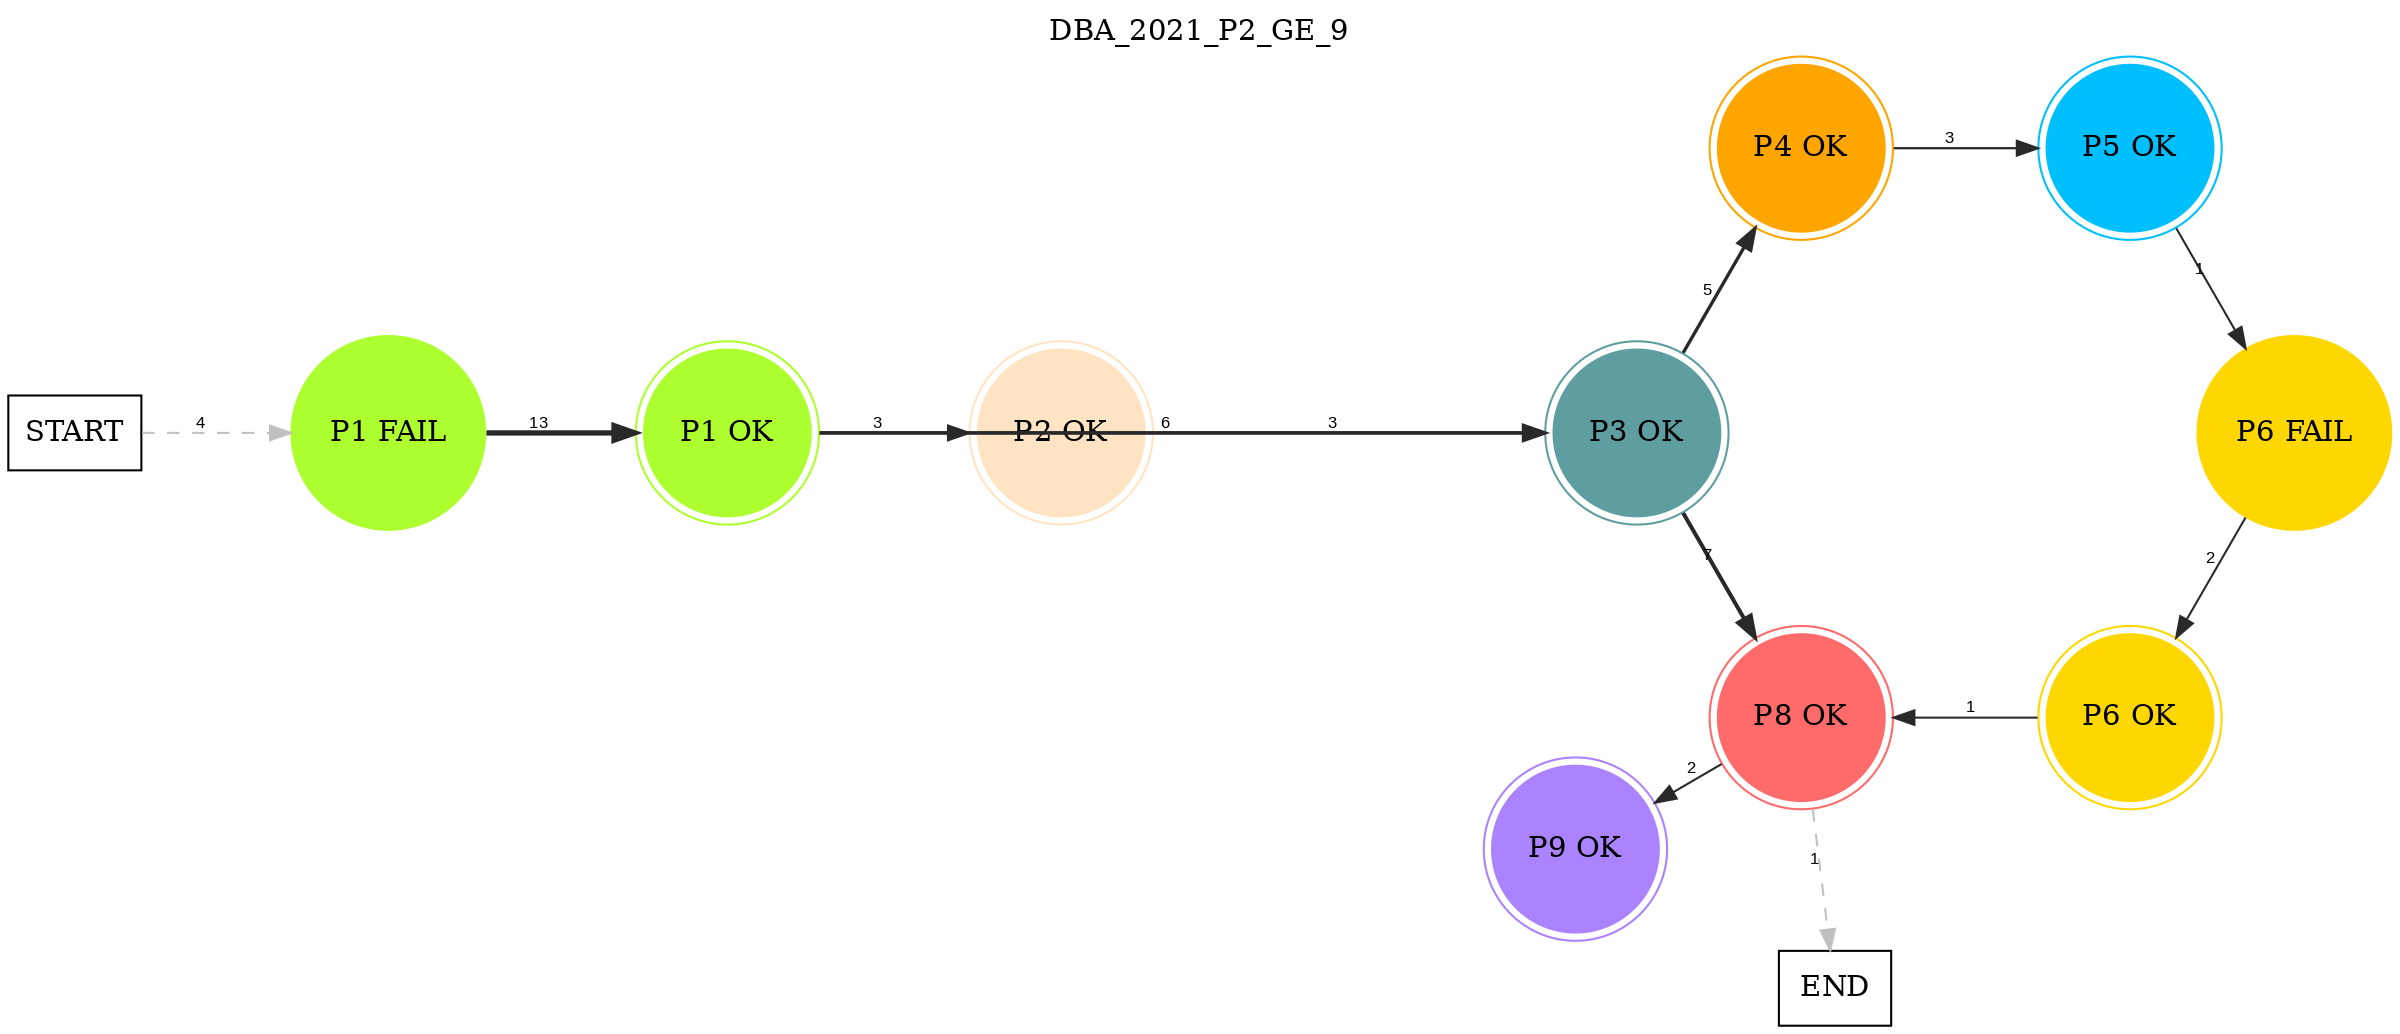 DBA_2021_P2_GE_9
P4 OK
3
P5 OK
5
1
START
4
P1 FAIL
13
P1 OK
3
P2 OK
6
3
P3 OK
P6 FAIL
7
2
P8 OK
1
P6 OK
2
P9 OK
1
END